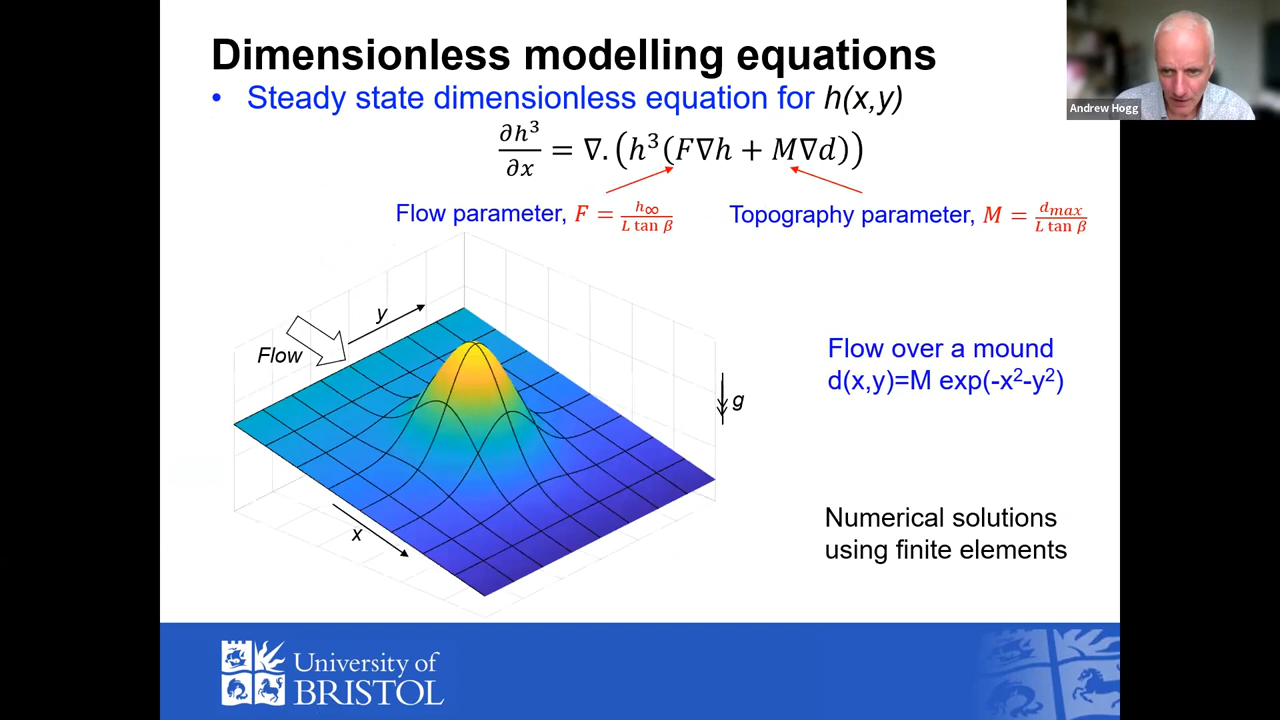 Dimensionless modelling equations
• Steady state dimensionless equation for h(x,y)
∂h³/∂x = ∇.(h³(F∇h + M∇d))
Flow parameter, F = h∞/(L tan β)
Topography parameter, M = dmax/(L tan β)
Andrew Hogg
y
Flow
x
g
Flow over a mound
d(x,y)=M exp(-x²-y²)
Numerical solutions
using finite elements
University of
BRISTOL